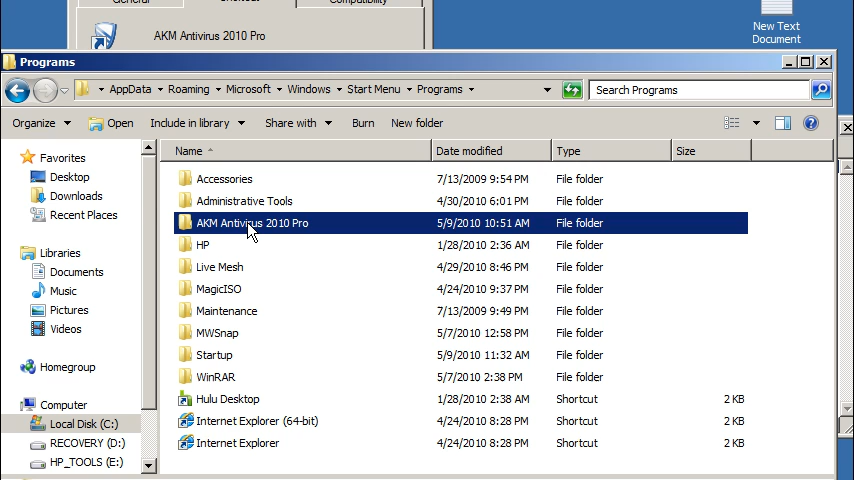 General Shortcut Compatibility
AKM Antivirus 2010 Pro
New Text
Document
Programs
AppData Roaming Microsoft Windows Start Menu Programs
Search Programs
Organize Open Include in library Share with Burn New folder
Name Date modified Type Size
Favorites
Desktop
Downloads
Recent Places
Libraries
Documents
Music
Pictures
Videos
Homegroup
Computer
Local Disk (C:)
RECOVERY (D:)
HP_TOOLS (E:)
Accessories 7/13/2009 9:54 PM File folder
Administrative Tools 4/30/2010 6:01 PM File folder
AKM Antivirus 2010 Pro 5/9/2010 10:51 AM File folder
HP 1/28/2010 2:36 AM File folder
Live Mesh 4/29/2010 8:46 PM File folder
MagicISO 4/24/2010 9:37 PM File folder
Maintenance 7/13/2009 9:49 PM File folder
MWSnap 5/7/2010 12:58 PM File folder
Startup 5/9/2010 11:32 AM File folder
WinRAR 5/7/2010 2:38 PM File folder
Hulu Desktop 1/28/2010 2:38 AM Shortcut 2 KB
Internet Explorer (64-bit) 4/24/2010 8:28 PM Shortcut 2 KB
Internet Explorer 4/24/2010 8:28 PM Shortcut 2 KB